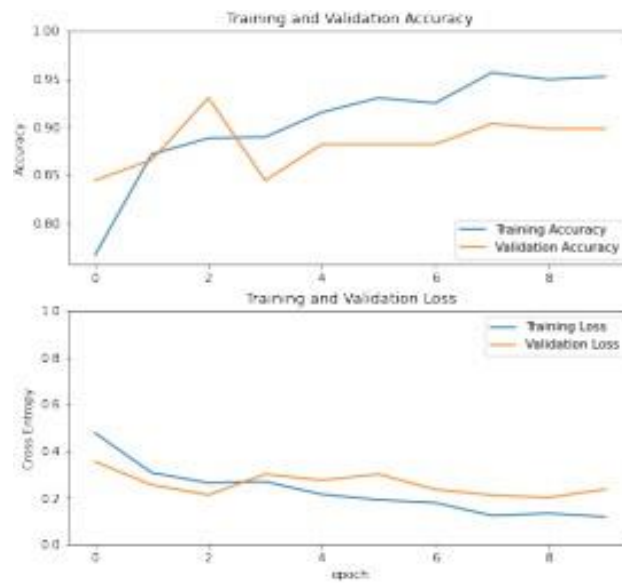 Training and Validation Accuracy
1.00
0.95
0.90
0.85
0.80
Accuracy
Training Accuracy
Validation Accuracy
0 2 4 6 8
Training and Validation Loss
1.0
0.8
0.6
0.4
0.2
0.0
Cross Entropy
Training Loss
Validation Loss
0 2 4 6 8
epoch